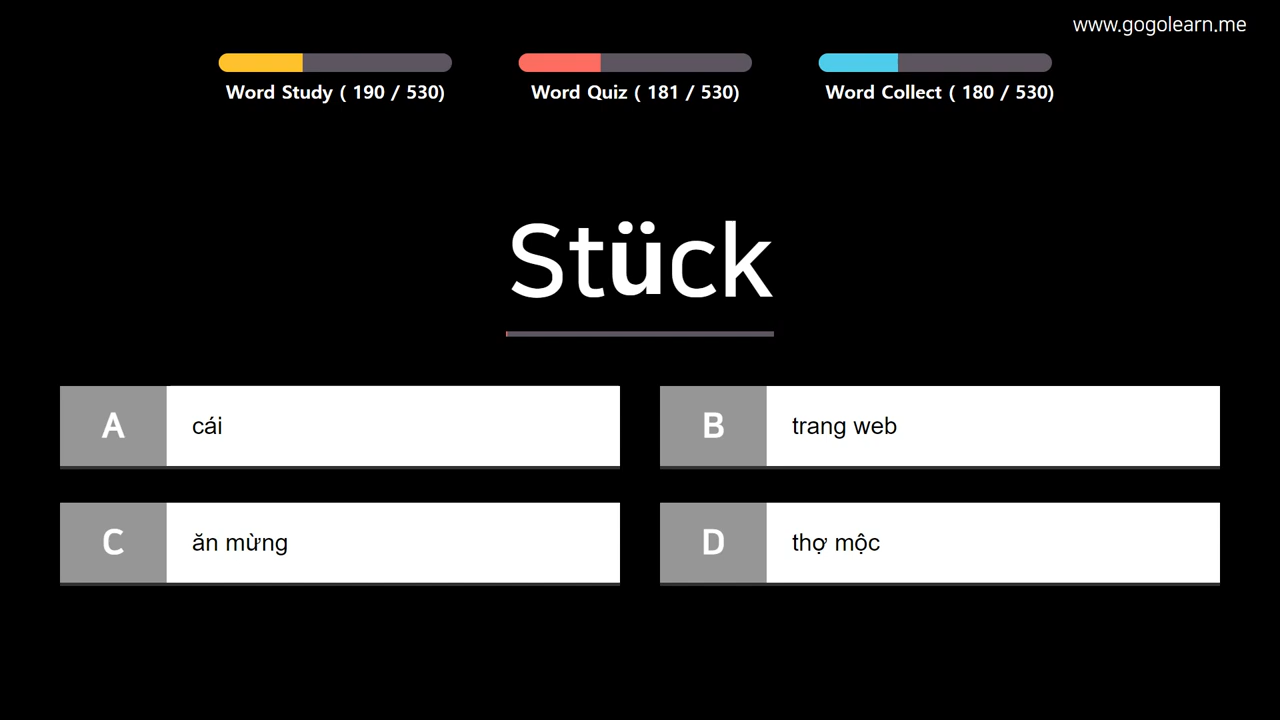 www.gogolearn.me
Word Study ( 190 / 530)
Word Quiz ( 181 / 530)
Word Collect ( 180 / 530)
Stück
A
cái
B
trang web
C
ăn mừng
D
thợ mộc